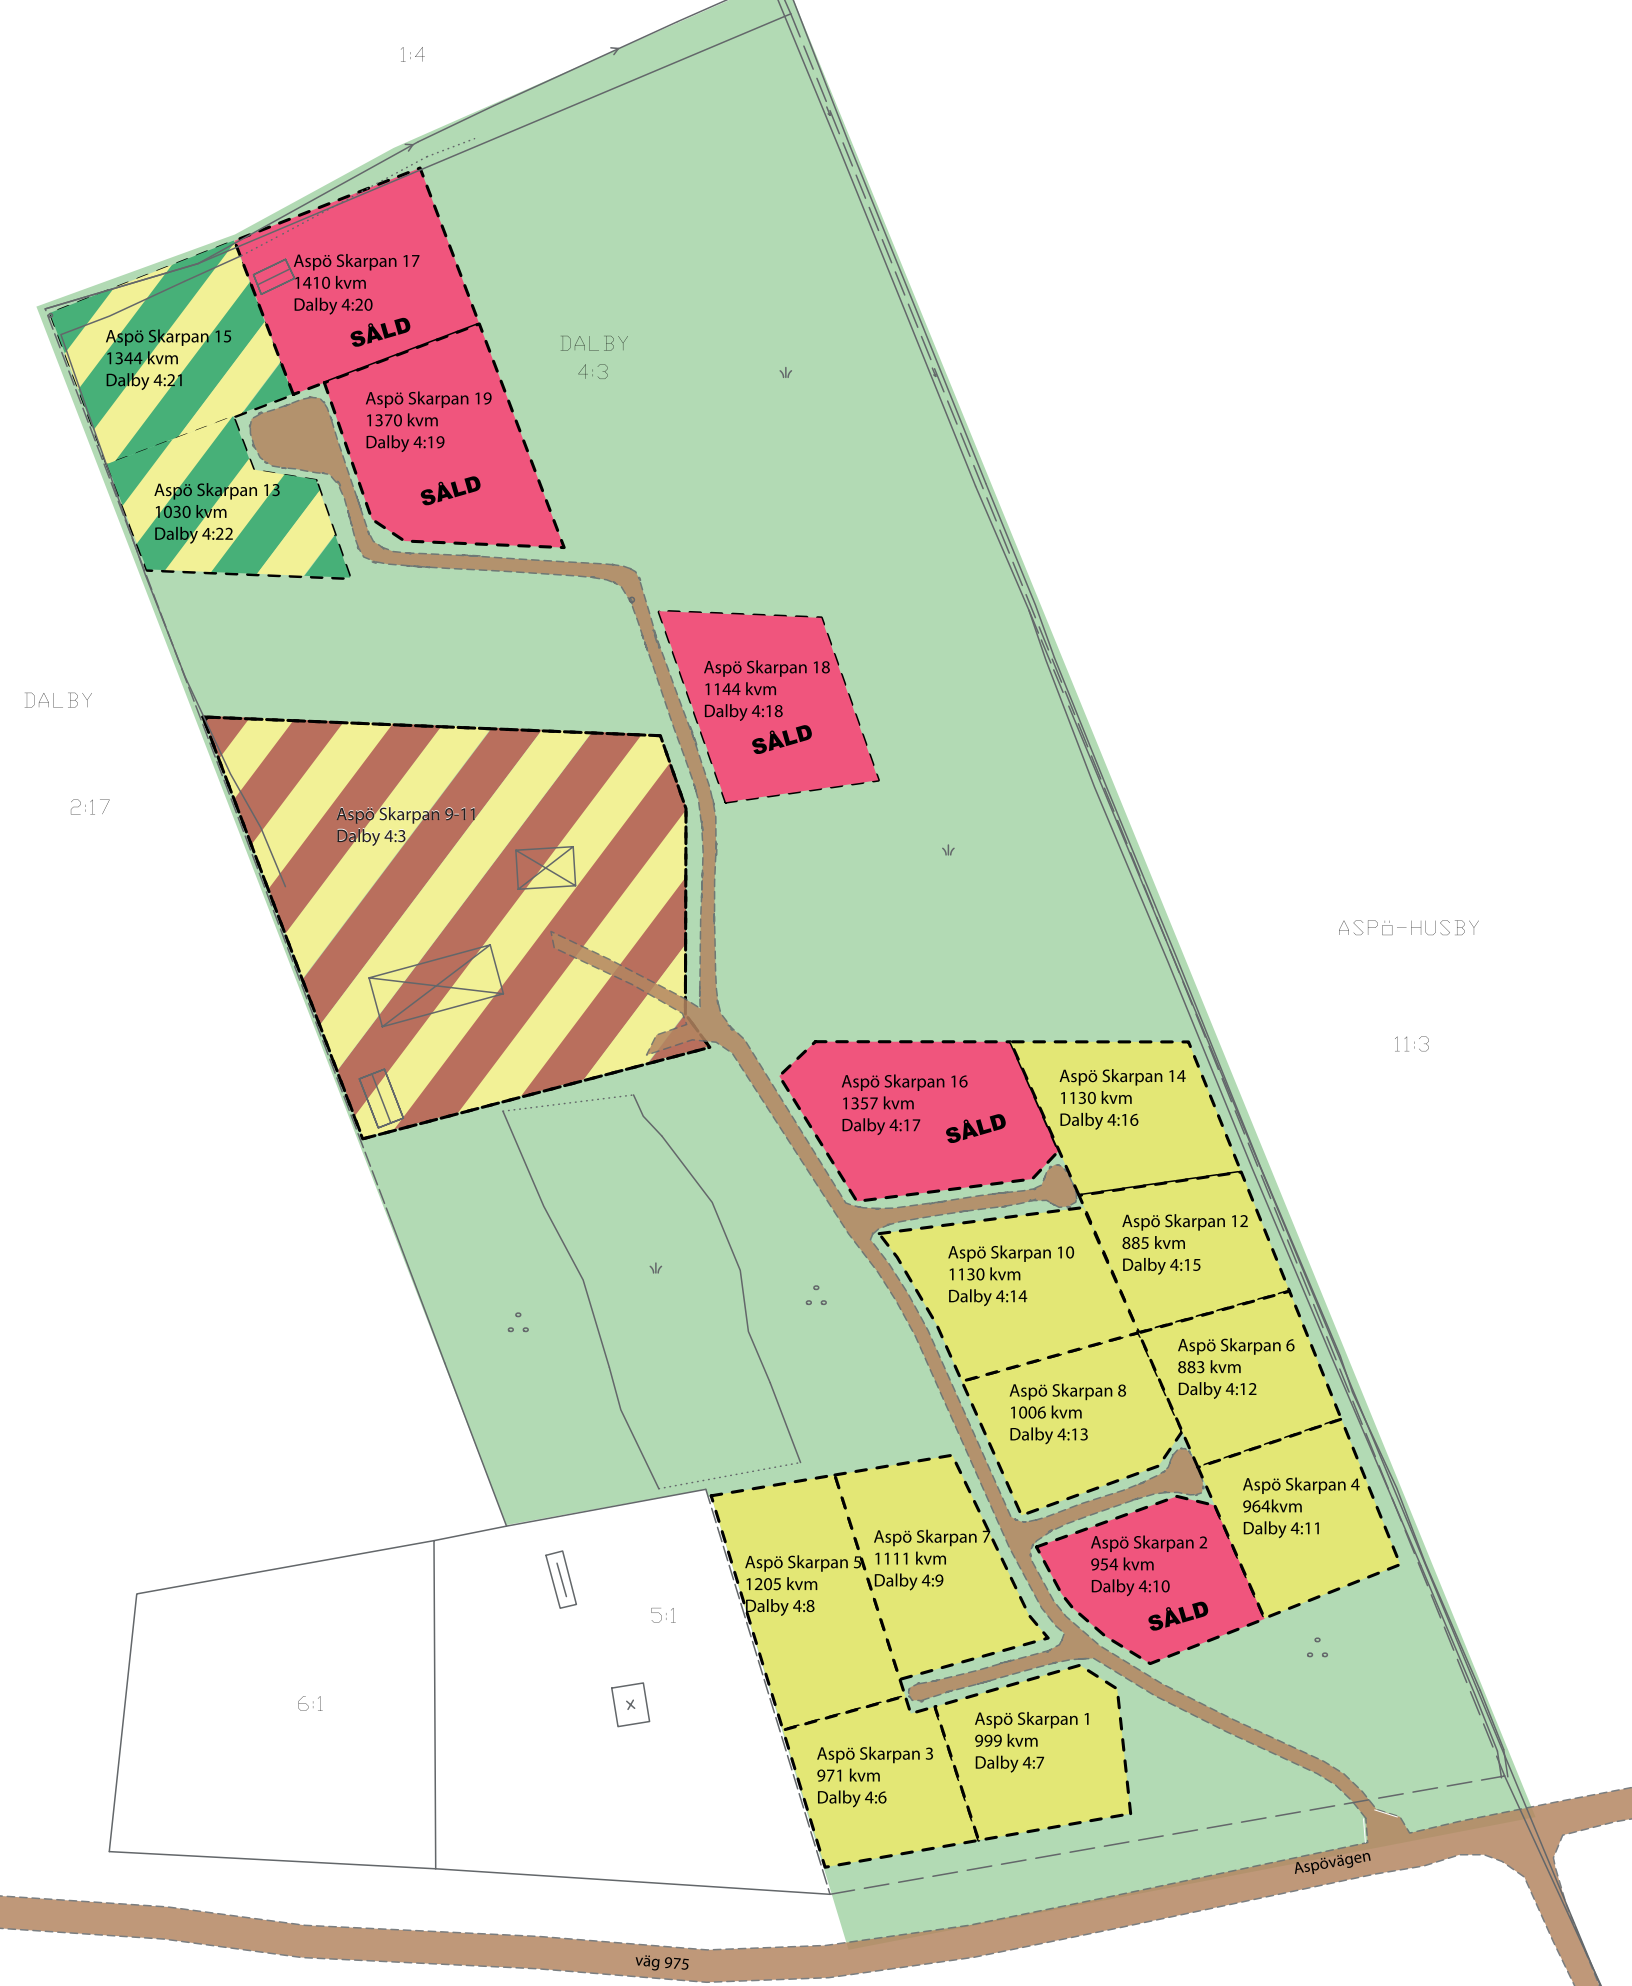 1:4
Aspö Skarpan 17
1410 kvm
Dalby 4:20
SÅLD
Aspö Skarpan 15
1344 kvm
Dalby 4:21
DALBY
4:3
Aspö Skarpan 19
1370 kvm
Dalby 4:19
SÅLD
Aspö Skarpan 13
1030 kvm
Dalby 4:22
Aspö Skarpan 18
1144 kvm
Dalby 4:18
SÅLD
DALBY
2:17
Aspö Skarpan 9-11
Dalby 4:3
ASPö-HUSBY
11:3
Aspö Skarpan 16
1357 kvm
Dalby 4:17
SÅLD
Aspö Skarpan 14
1130 kvm
Dalby 4:16
Aspö Skarpan 12
885 kvm
Dalby 4:15
Aspö Skarpan 10
1130 kvm
Dalby 4:14
Aspö Skarpan 6
883 kvm
Dalby 4:12
Aspö Skarpan 8
1006 kvm
Dalby 4:13
Aspö Skarpan 4
964kvm
Dalby 4:11
Aspö Skarpan 7
1111 kvm
Dalby 4:9
Aspö Skarpan 2
954 kvm
Dalby 4:10
SÅLD
Aspö Skarpan 5
1205 kvm
Dalby 4:8
5:1
6:1
x
Aspö Skarpan 1
999 kvm
Dalby 4:7
Aspö Skarpan 3
971 kvm
Dalby 4:6
Aspövägen
väg 975